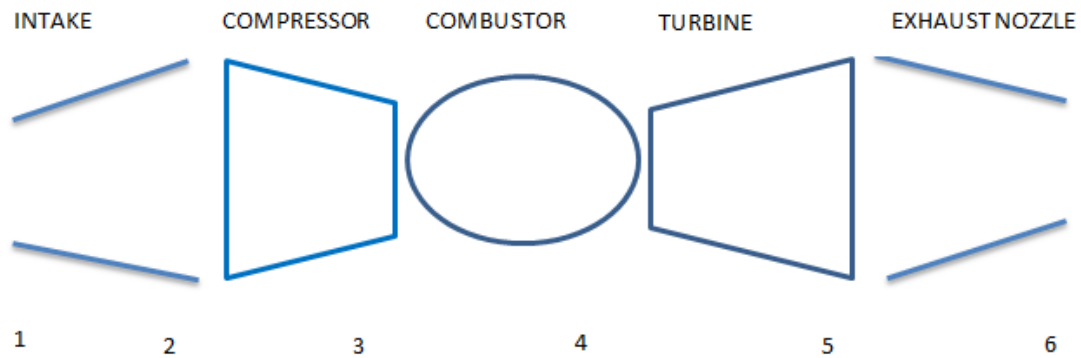 INTAKE COMPRESSOR COMBUSTOR TURBINE EXHAUST NOZZLE
1 2 3 4 5 6